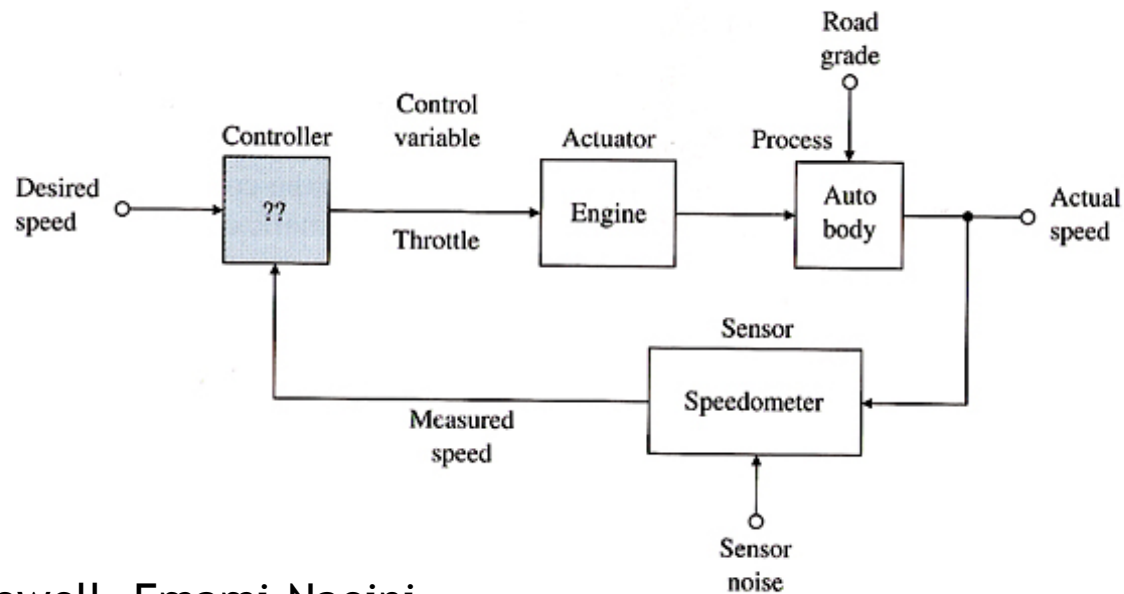 Road
grade
Control
variable
Controller
Actuator
Process
Desired
speed
??
Throttle
Engine
Auto
body
Actual
speed
Sensor
Speedometer
Measured
speed
Sensor
noise